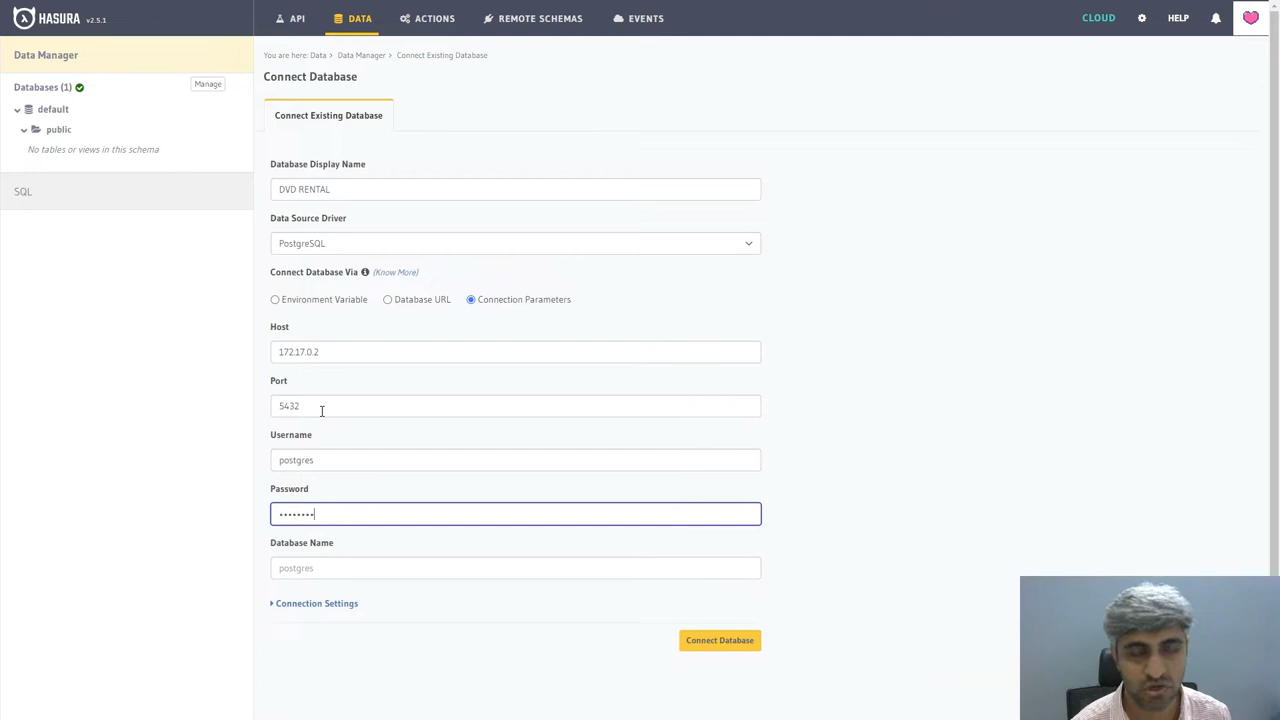 HASURA v2.5.1
API
DATA
ACTIONS
REMOTE SCHEMAS
EVENTS
CLOUD
HELP
Data Manager
Databases (1)
Manage
default
public
No tables or views in this schema
SQL
You are here: Data > Data Manager > Connect Existing Database
Connect Database
Connect Existing Database
Database Display Name
DVD RENTAL
Data Source Driver
PostgreSQL
Connect Database Via (Know More)
Environment Variable
Database URL
Connection Parameters
Host
172.17.0.2
Port
5432
Username
postgres
Password
••••••••
Database Name
postgres
Connection Settings
Connect Database